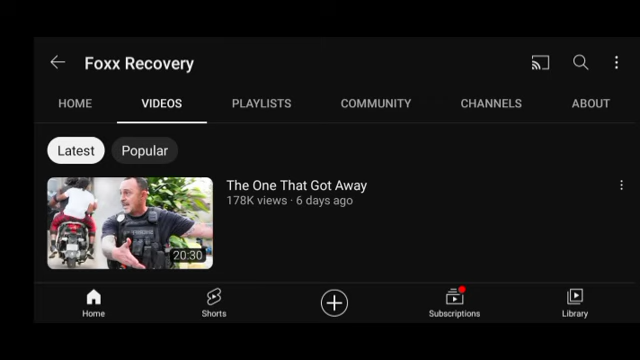 Foxx Recovery
HOME VIDEOS PLAYLISTS COMMUNITY CHANNELS ABOUT
Latest Popular
The One That Got Away
178K views · 6 days ago
20:30
Home Shorts Subscriptions Library